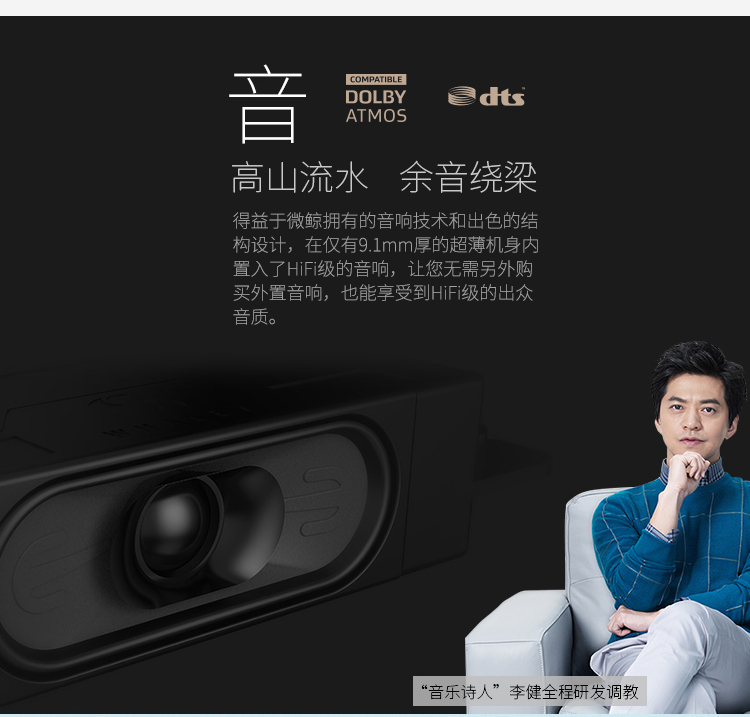 音
COMPATIBLE
DOLBY
ATMOS
dts
高山流水 余音绕梁
得益于微鲸拥有的音响技术和出色的结
构设计，在仅有9.1mm厚的超薄机身内
置入了HiFi级的音响，让您无需另外购
买外置音响，也能享受到HiFi级的出众
音质。
“音乐诗人”李健全程研发调教